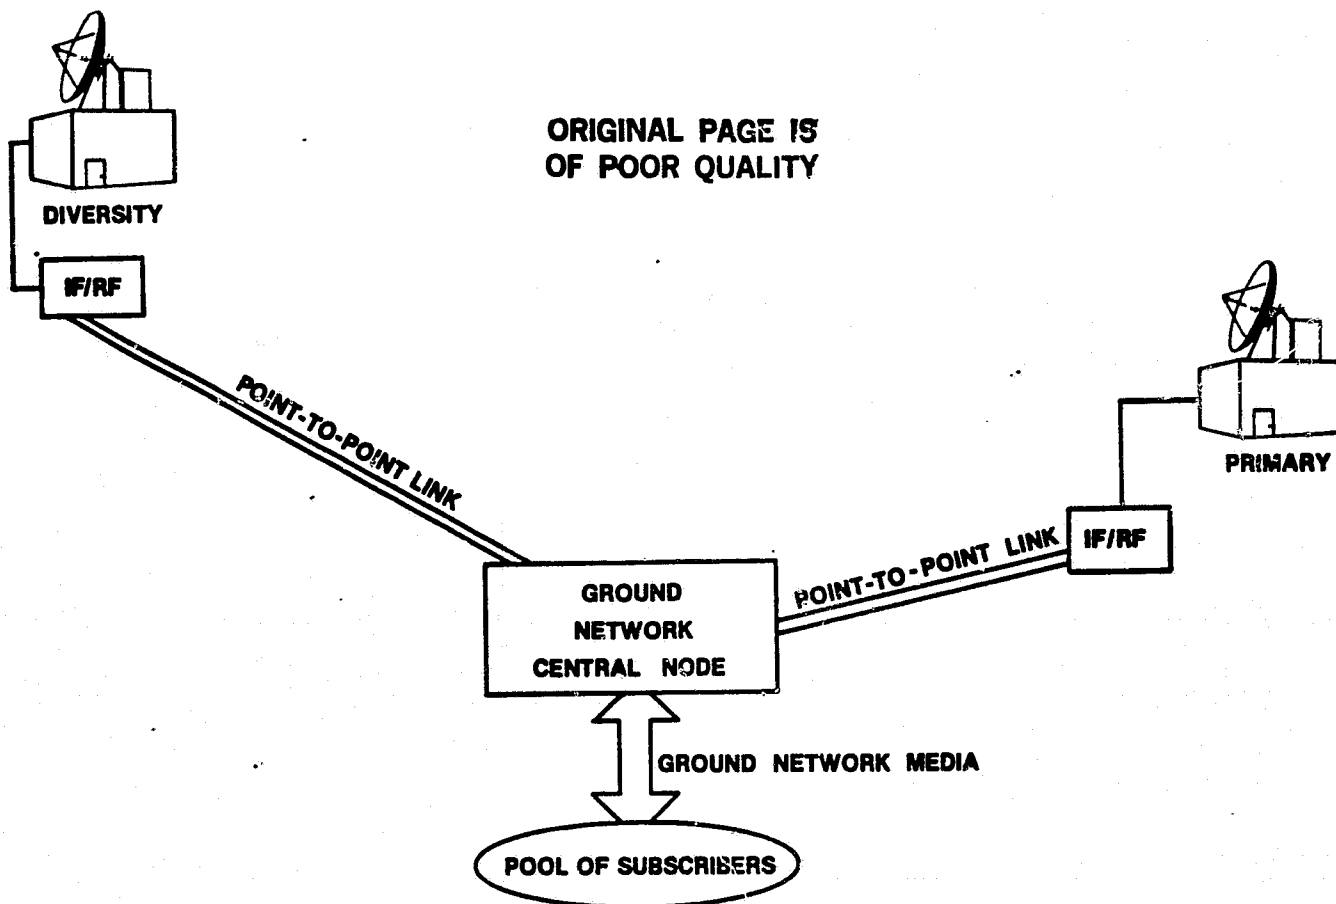 ORIGINAL PAGE IS
OF POOR QUALITY
DIVERSITY
IF/RF
POINT-TO-POINT LINK
PRIMARY
IF/RF
POINT-TO-POINT LINK
GROUND
NETWORK
CENTRAL NODE
GROUND NETWORK MEDIA
POOL OF SUBSCRIBERS